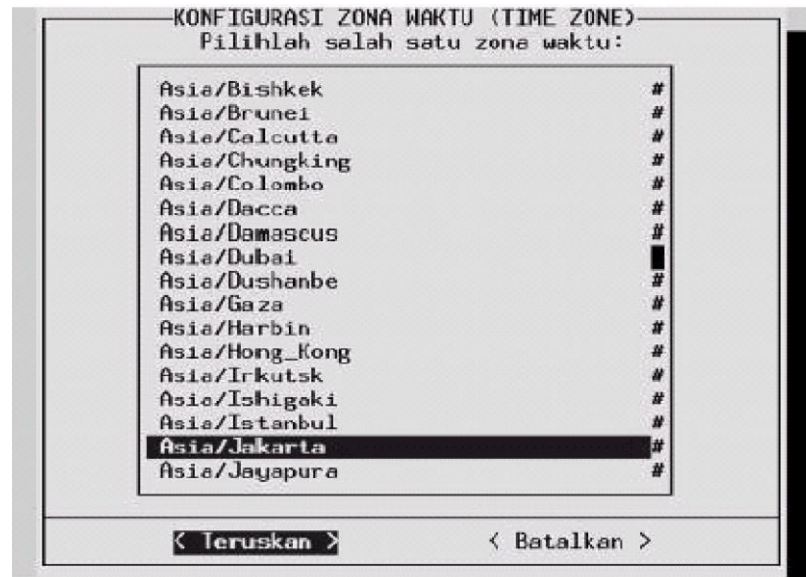 KONFIGURASI ZONA WAKTU (TIME ZONE)
Pilihlah salah satu zona waktu:
Asia/Bishkek #
Asia/Brunei #
Asia/Calcutta #
Asia/Chungking #
Asia/Colombo #
Asia/Dacca #
Asia/Damascus #
Asia/Dubai
Asia/Dushanbe #
Asia/Gaza #
Asia/Harbin #
Asia/Hong_Kong #
Asia/Irkutsk #
Asia/Ishigaki #
Asia/Istanbul #
Asia/Jakarta #
Asia/Jayapura #
< Teruskan > < Batalkan >